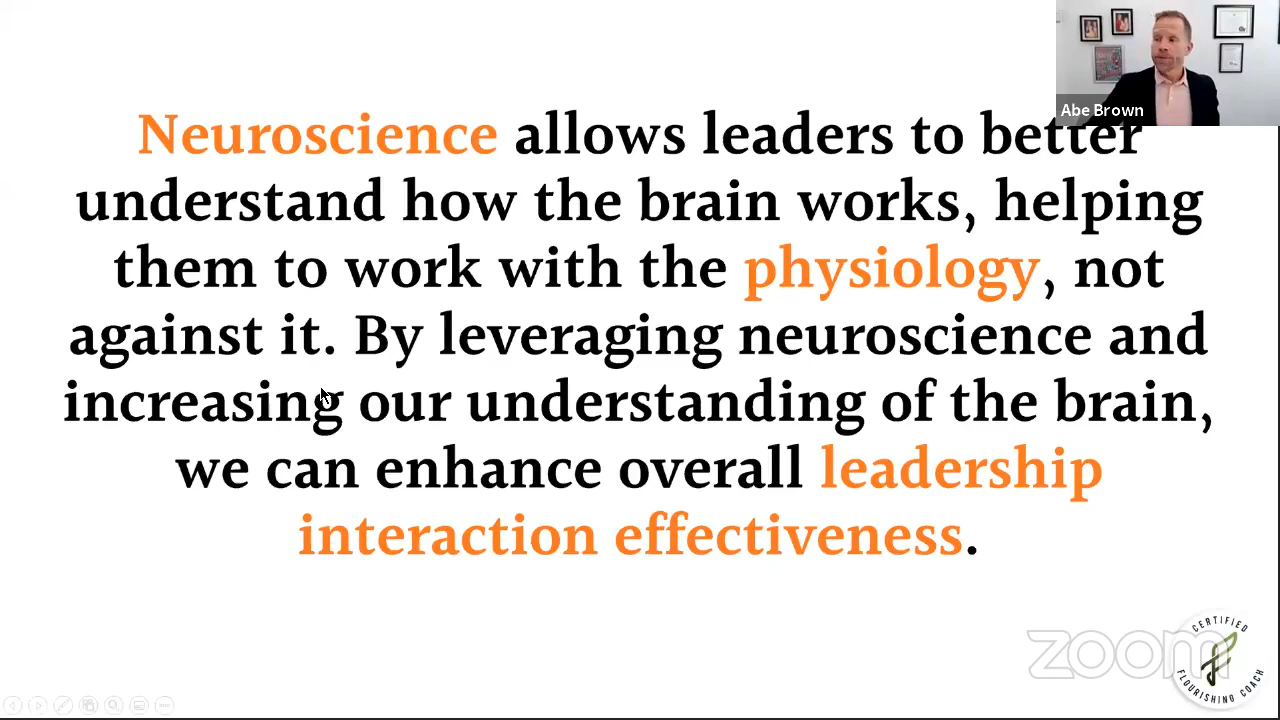 Abe Brown
Neuroscience allows leaders to better
understand how the brain works, helping
them to work with the physiology, not
against it. By leveraging neuroscience and
increasing our understanding of the brain,
we can enhance overall leadership
interaction effectiveness.
zoom
CERTIFIED
FLOURISHING COACH